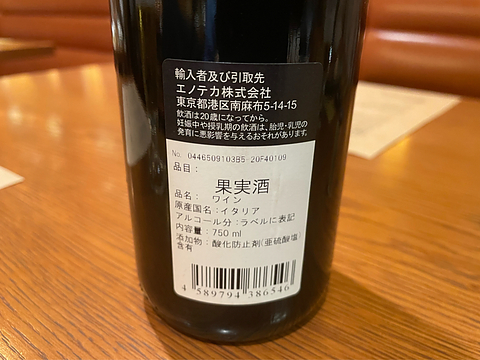 輸入者及び引取先
エノテカ株式会社
東京都港区南麻布5-14-15
飲酒は20歳になってから。
妊娠中や授乳期の飲酒は、胎児・乳児の
発育に悪影響を与えるおそれがあります。
No. 0446509103B5-20F40109
品目：
果実酒
品名： ワイン
原産国名：イタリア
アルコール分：ラベルに表記
内容量：750 ml
添加物：酸化防止剤(亜硫酸塩)
含有
4 589794 386546